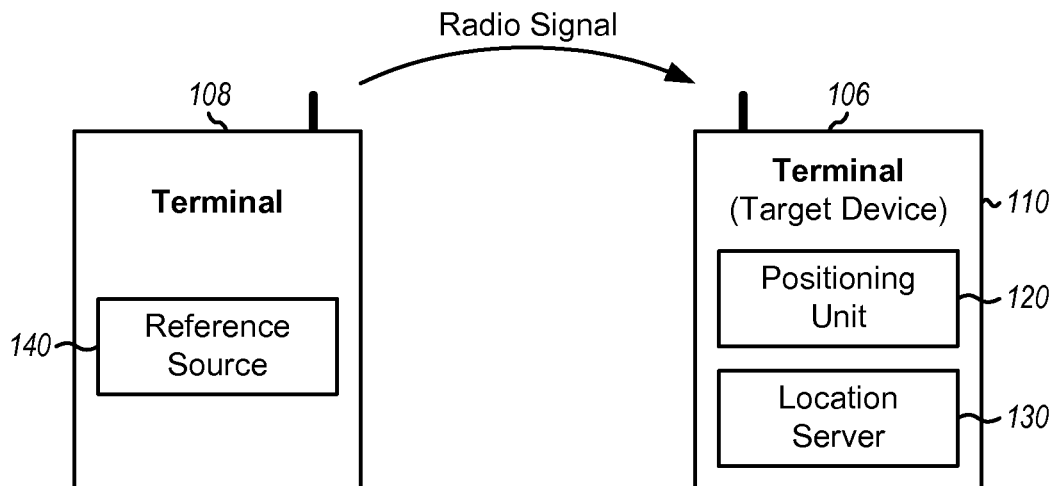 Radio Signal
108
106
Terminal
Terminal
(Target Device)
110
Positioning
Unit
120
Reference
Source
140
Location
Server
130